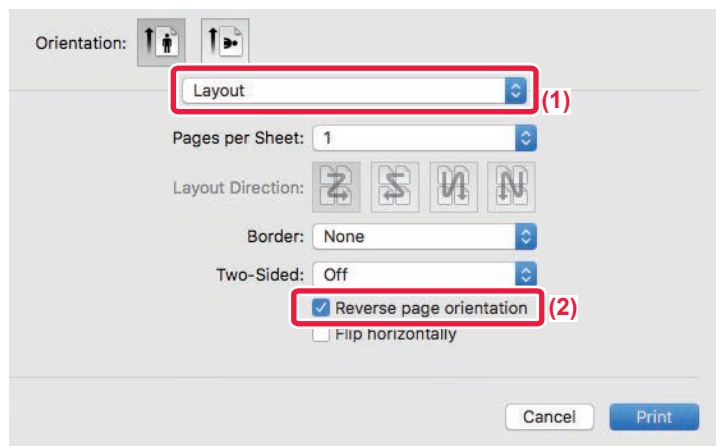 Orientation:
Layout
(1)
Pages per Sheet: 1
Layout Direction:
Border: None
Two-Sided: Off
Reverse page orientation
(2)
Flip horizontally
Cancel Print